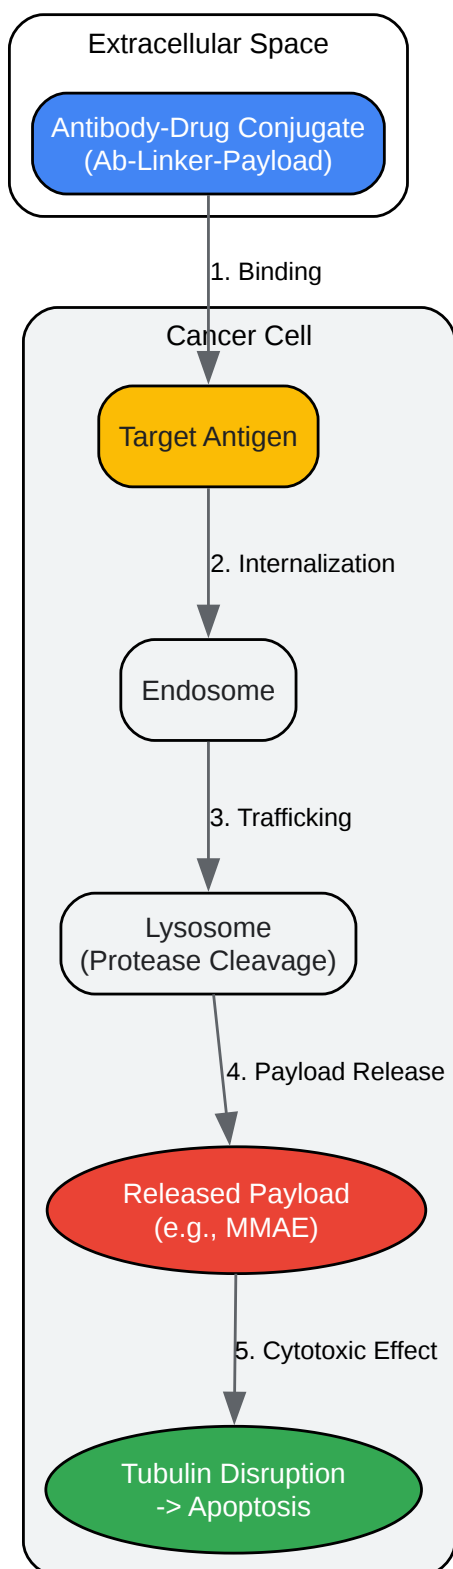 Extracellular Space
Antibody-Drug Conjugate
(Ab-Linker-Payload)
1. Binding
Cancer Cell
Target Antigen
2. Internalization
Endosome
3. Trafficking
Lysosome
(Protease Cleavage)
4. Payload Release
Released Payload
(e.g., MMAE)
5. Cytotoxic Effect
Tubulin Disruption
-> Apoptosis